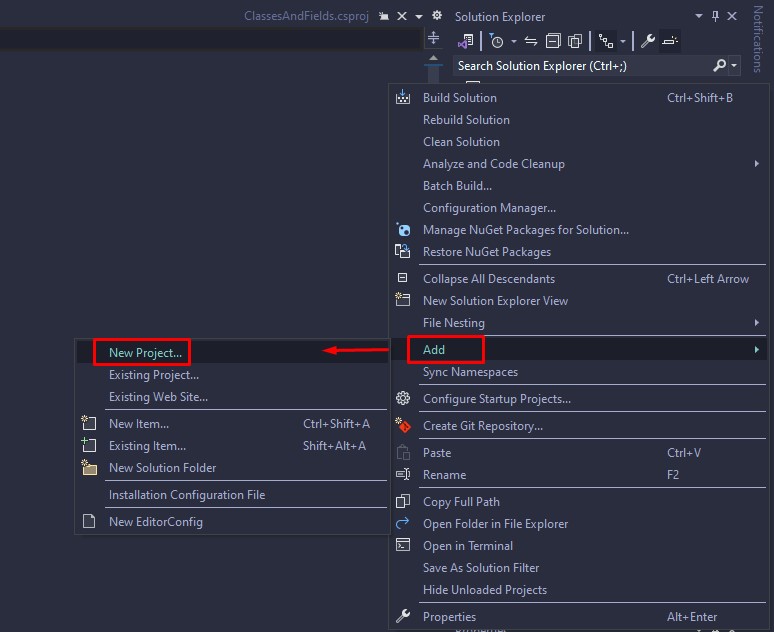 ClassesAndFields.csproj
Solution Explorer
Notifications
Search Solution Explorer (Ctrl+;)
Build Solution Ctrl+Shift+B
Rebuild Solution
Clean Solution
Analyze and Code Cleanup
Batch Build...
Configuration Manager...
Manage NuGet Packages for Solution...
Restore NuGet Packages
Collapse All Descendants Ctrl+Left Arrow
New Solution Explorer View
File Nesting
Add
Sync Namespaces
Configure Startup Projects...
Create Git Repository...
Paste Ctrl+V
Rename F2
Copy Full Path
Open Folder in File Explorer
Open in Terminal
Save As Solution Filter
Hide Unloaded Projects
Properties Alt+Enter
New Project...
Existing Project...
Existing Web Site...
New Item... Ctrl+Shift+A
Existing Item... Shift+Alt+A
New Solution Folder
Installation Configuration File
New EditorConfig